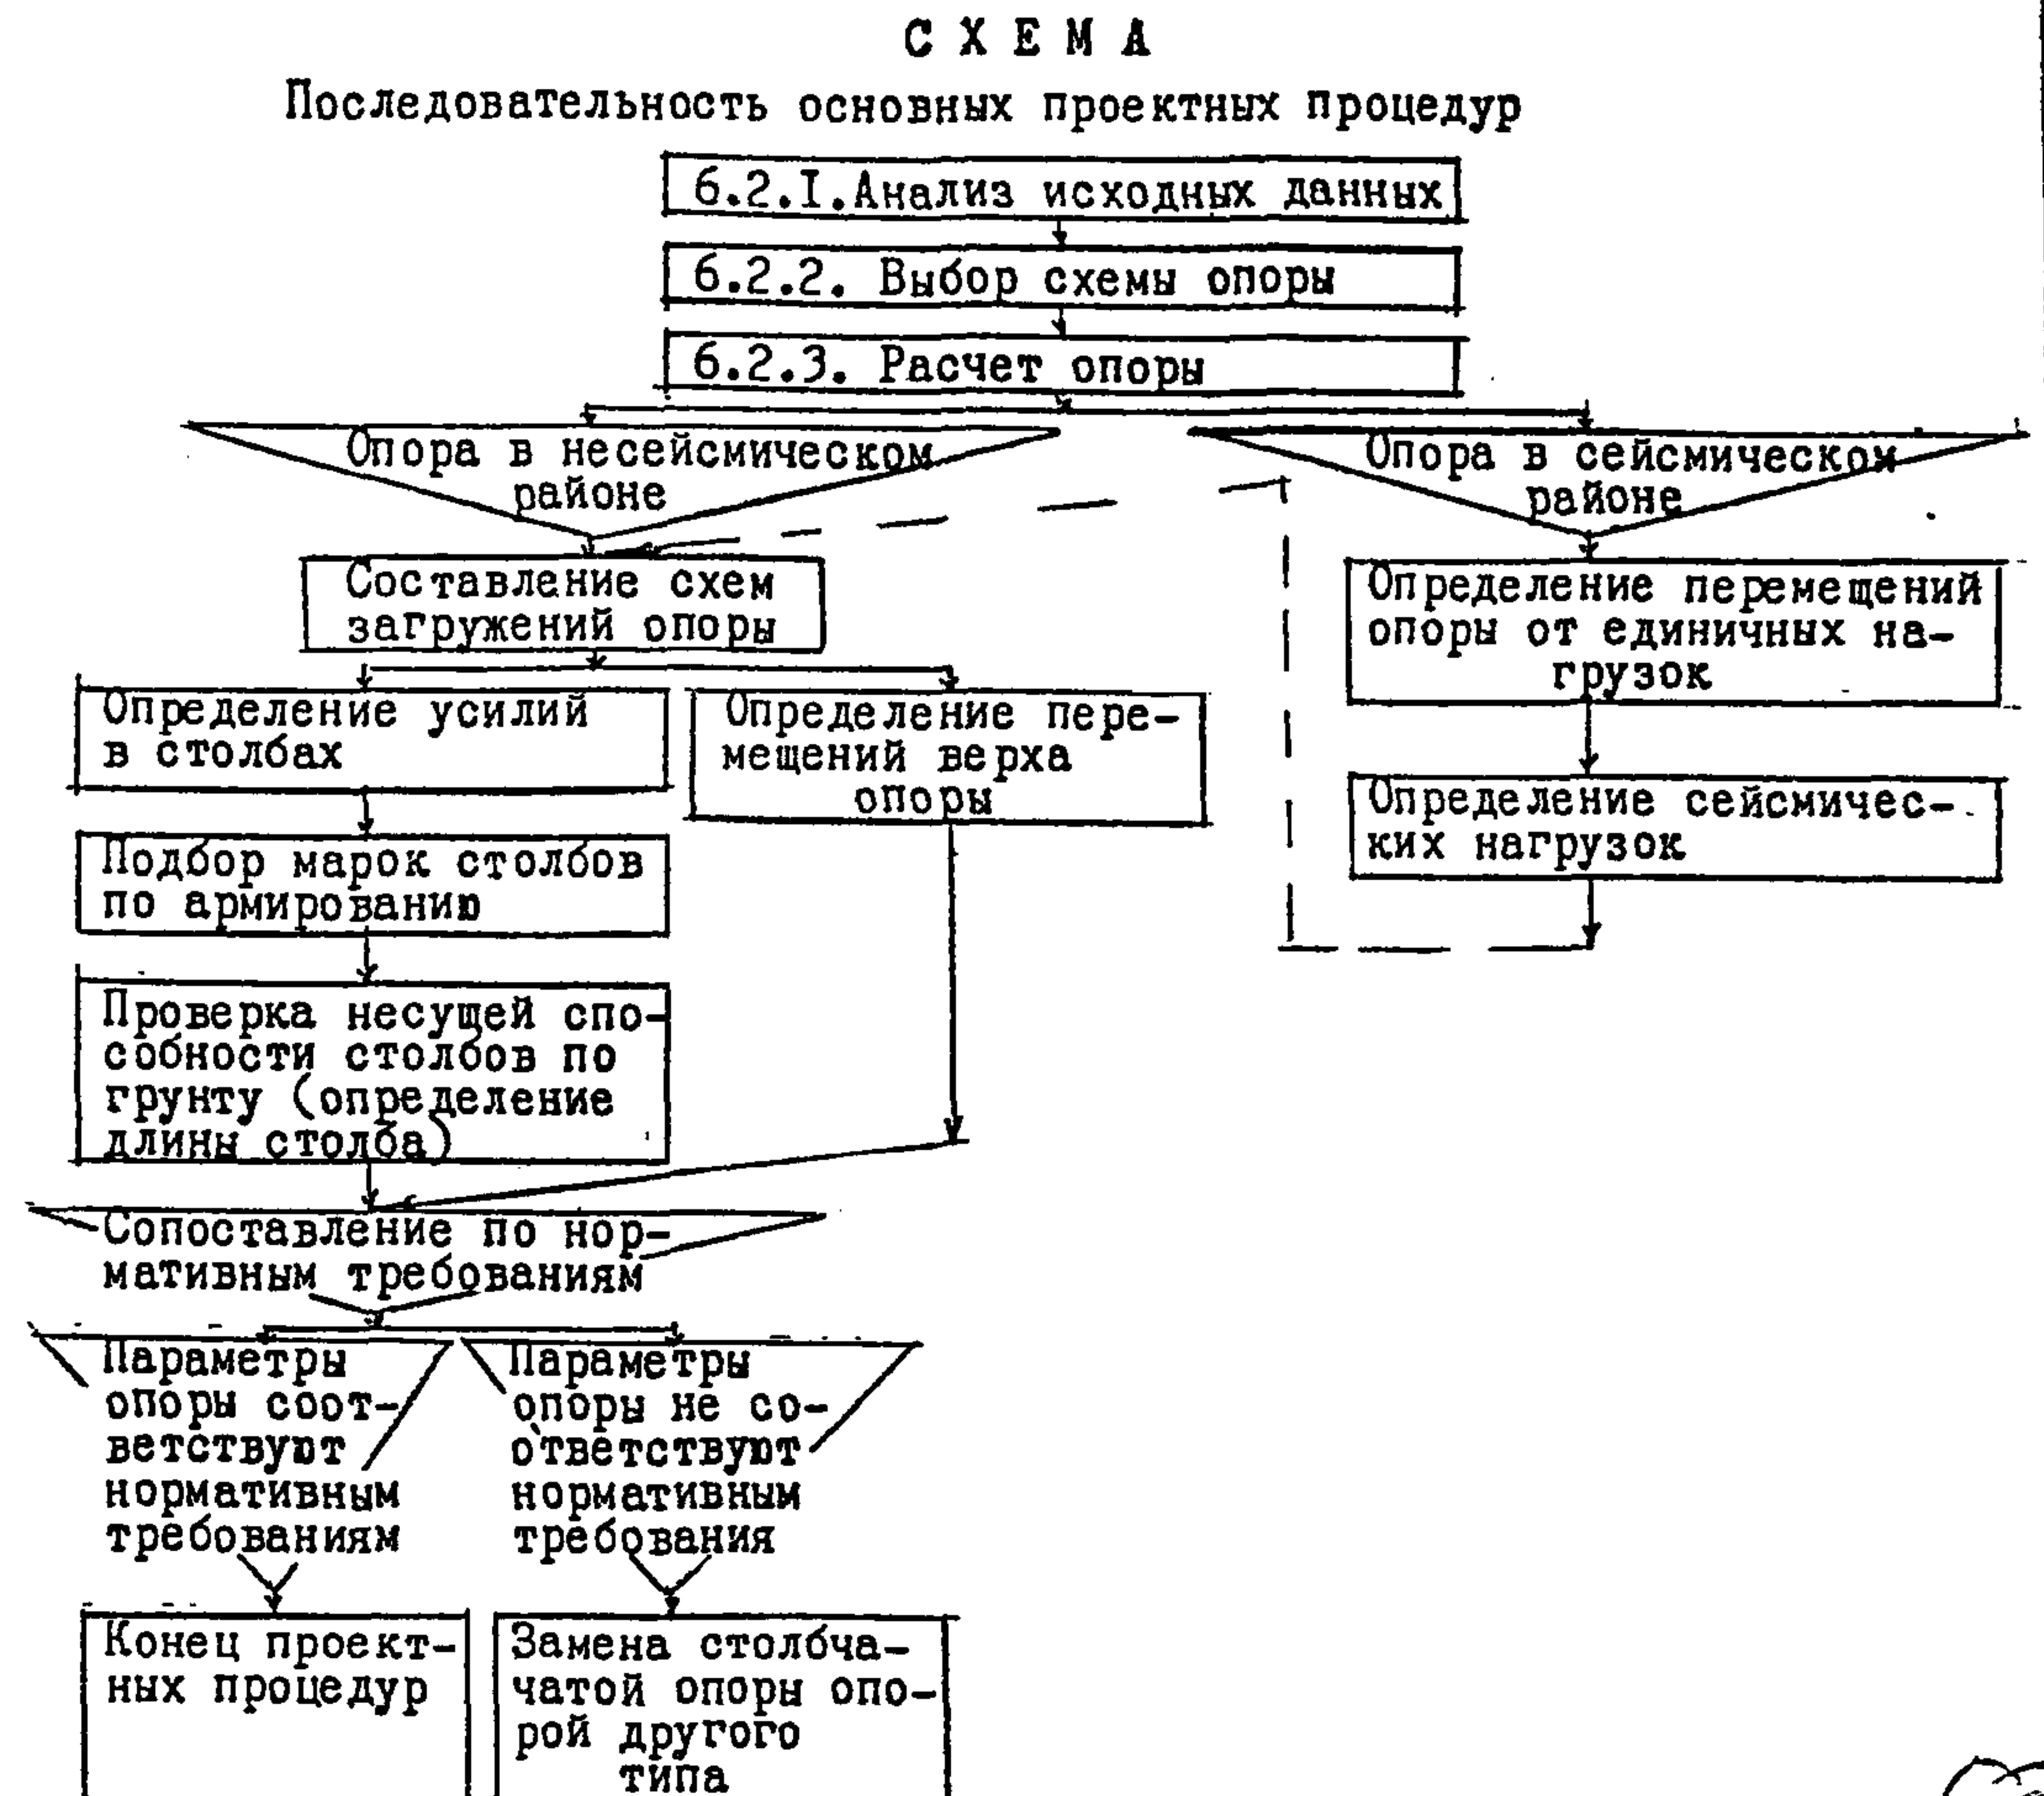 С Х Е М А
Последовательность основных проектных процедур
6.2.I.Анализ исходных данных
6.2.2. Выбор схемы опоры
6.2.3. Расчет опоры
Опора в несейсмическом
районе
Опора в сейсмическом
районе
Составление схем
загружений опоры
Определение перемещений
опоры от единичных на-
грузок
Определение усилий
в столбах
Определение пере-
мещений верха
опоры
Определение сейсмичес-
ких нагрузок
Подбор марок столбов
по армированию
Проверка несущей спо-
собности столбов по
грунту (определение
длины столба)
Сопоставление по нор-
мативным требованиям
Параметры
опоры соот-
ветствуют
нормативным
требованиям
Параметры
опоры не со-
ответствуют
нормативным
требования
Конец проект-
ных процедур
Замена столбча-
чатой опоры опо-
рой другого
типа